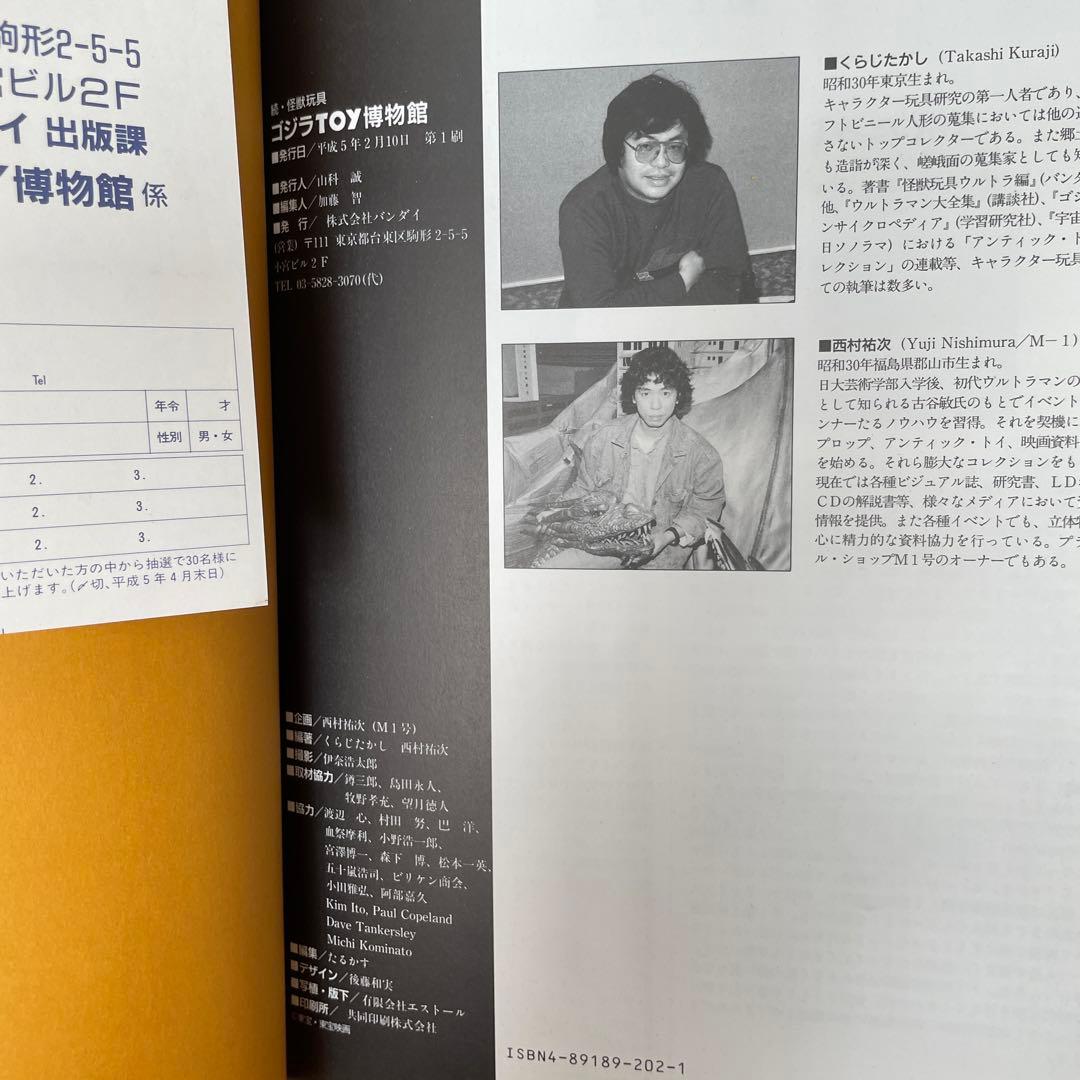 駒形2-5-5
宮ビル2F
イ 出版課
博物館係
Tel
年令 才
性別 男・女
2. 3.
2. 3.
2. 3.
いただいた方の中から抽選で30名様に
上げます。(〆切、平成5年4月末日)
続・怪獣玩具
ゴジラTOY博物館
■発行日/平成5年2月10日 第1刷
■発行人/山科 誠
■編集人/加藤 智
■発 行/ 株式会社バンダイ
(営業) 〒111 東京都台東区駒形2-5-5
小宮ビル2F
TEL 03-5828-3070(代)
■企画/西村祐次(M1号)
■編著/くらじたかし 西村祐次
■撮影/伊奈浩太郎
■取材協力/鐏三郎、島田永人、
牧野孝充、望月徳人
■協力/渡辺 心、村田 努、巴 洋、
血祭摩利、小野浩一郎、
宮澤博一、森下 博、松本一英、
五十嵐浩司、ビリケン商会、
小田雅弘、阿部嘉久
Kim Ito, Paul Copeland
Dave Tankersley
Michi Kominato
■編集/たるかす
■デザイン/後藤和実
■写植・版下/有限会社エストール
■印刷所/ 共同印刷株式会社
©東宝・東宝映画
■くらじたかし(Takashi Kuraji)
昭和30年東京生まれ。
キャラクター玩具研究の第一人者であり、
フトビニール人形の蒐集においては他の追
さないトップコレクターである。また郷土
も造詣が深く、嵯峨面の蒐集家としても知
いる。著書『怪獣玩具ウルトラ編』(バンダ
他、『ウルトラマン大全集』(講談社)、『ゴジ
ンサイクロペディア』(学習研究社)、『宇宙
日ソノラマ)における「アンティック・ト
レクション」の連載等、キャラクター玩具
ての執筆は数多い。
■西村祐次(Yuji Nishimura/M-1)
昭和30年福島県郡山市生まれ。
日大芸術学部入学後、初代ウルトラマンの
として知られる古谷敏氏のもとでイベント
ンナーたるノウハウを習得。それを契機に
プロップ、アンティック・トイ、映画資料
を始める。それら膨大なコレクションをも
現在では各種ビジュアル誌、研究書、LD
CDの解説書等、様々なメディアにおいて
情報を提供。また各種イベントでも、立体
心に精力的な資料協力を行っている。プラ
ル・ショップM1号のオーナーでもある。
ISBN4-89189-202-1